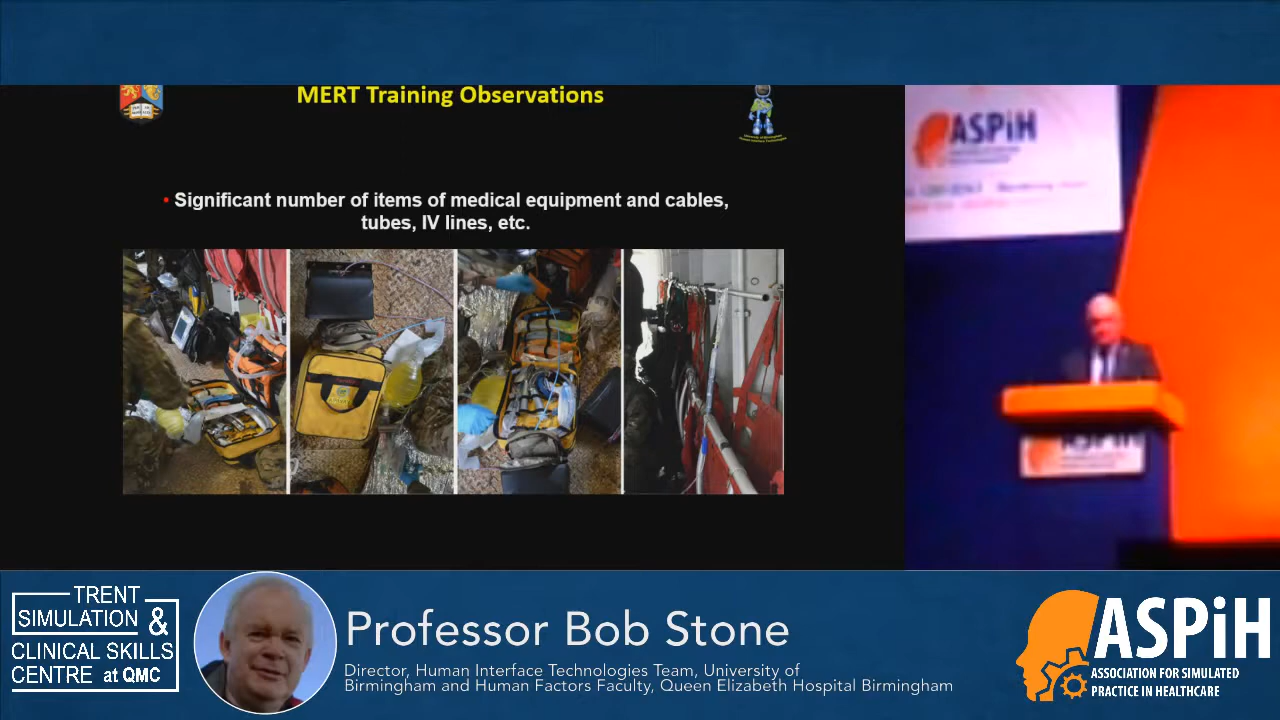 MERT Training Observations
• Significant number of items of medical equipment and cables,
tubes, IV lines, etc.
ASPiH
TRENT
SIMULATION &
CLINICAL SKILLS
CENTRE at QMC
Professor Bob Stone
Director, Human Interface Technologies Team, University of
Birmingham and Human Factors Faculty, Queen Elizabeth Hospital Birmingham
ASPiH
ASSOCIATION FOR SIMULATED
PRACTICE IN HEALTHCARE